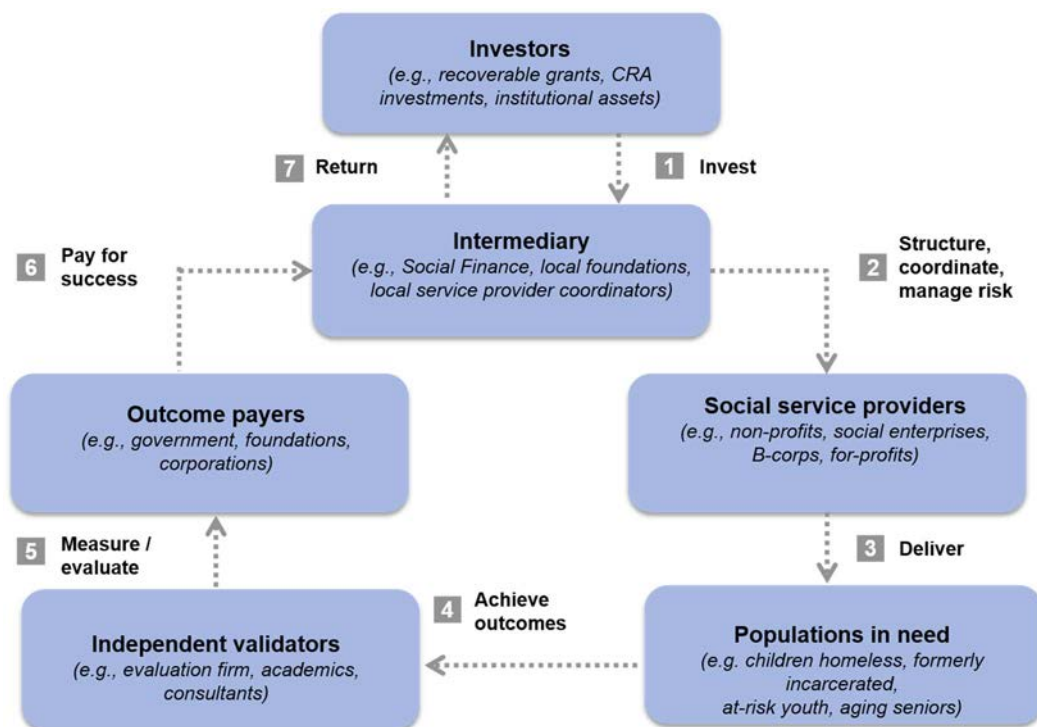 Investors
(e.g., recoverable grants, CRA
investments, institutional assets)
7 Return
1 Invest
Intermediary
(e.g., Social Finance, local foundations,
local service provider coordinators)
6 Pay for
success
2 Structure,
coordinate,
manage risk
Outcome payers
(e.g., government, foundations,
corporations)
Social service providers
(e.g., non-profits, social enterprises,
B-corps, for-profits)
5 Measure /
evaluate
3 Deliver
4 Achieve
outcomes
Independent validators
(e.g., evaluation firm, academics,
consultants)
Populations in need
(e.g. children homeless, formerly
incarcerated,
at-risk youth, aging seniors)